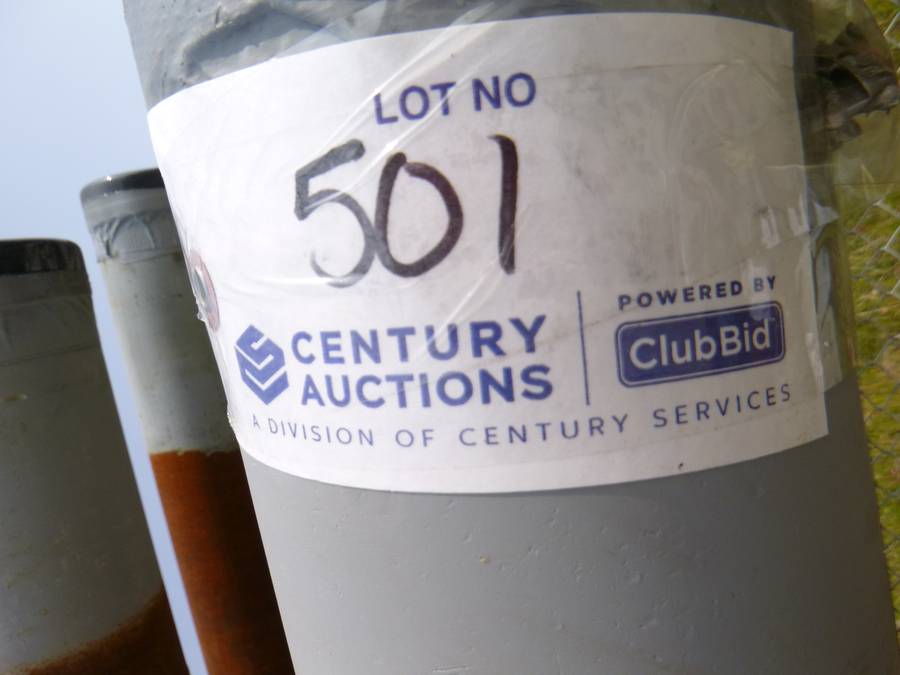 LOT NO
501
CENTURY
AUCTIONS
POWERED BY
ClubBid
A DIVISION OF CENTURY SERVICES